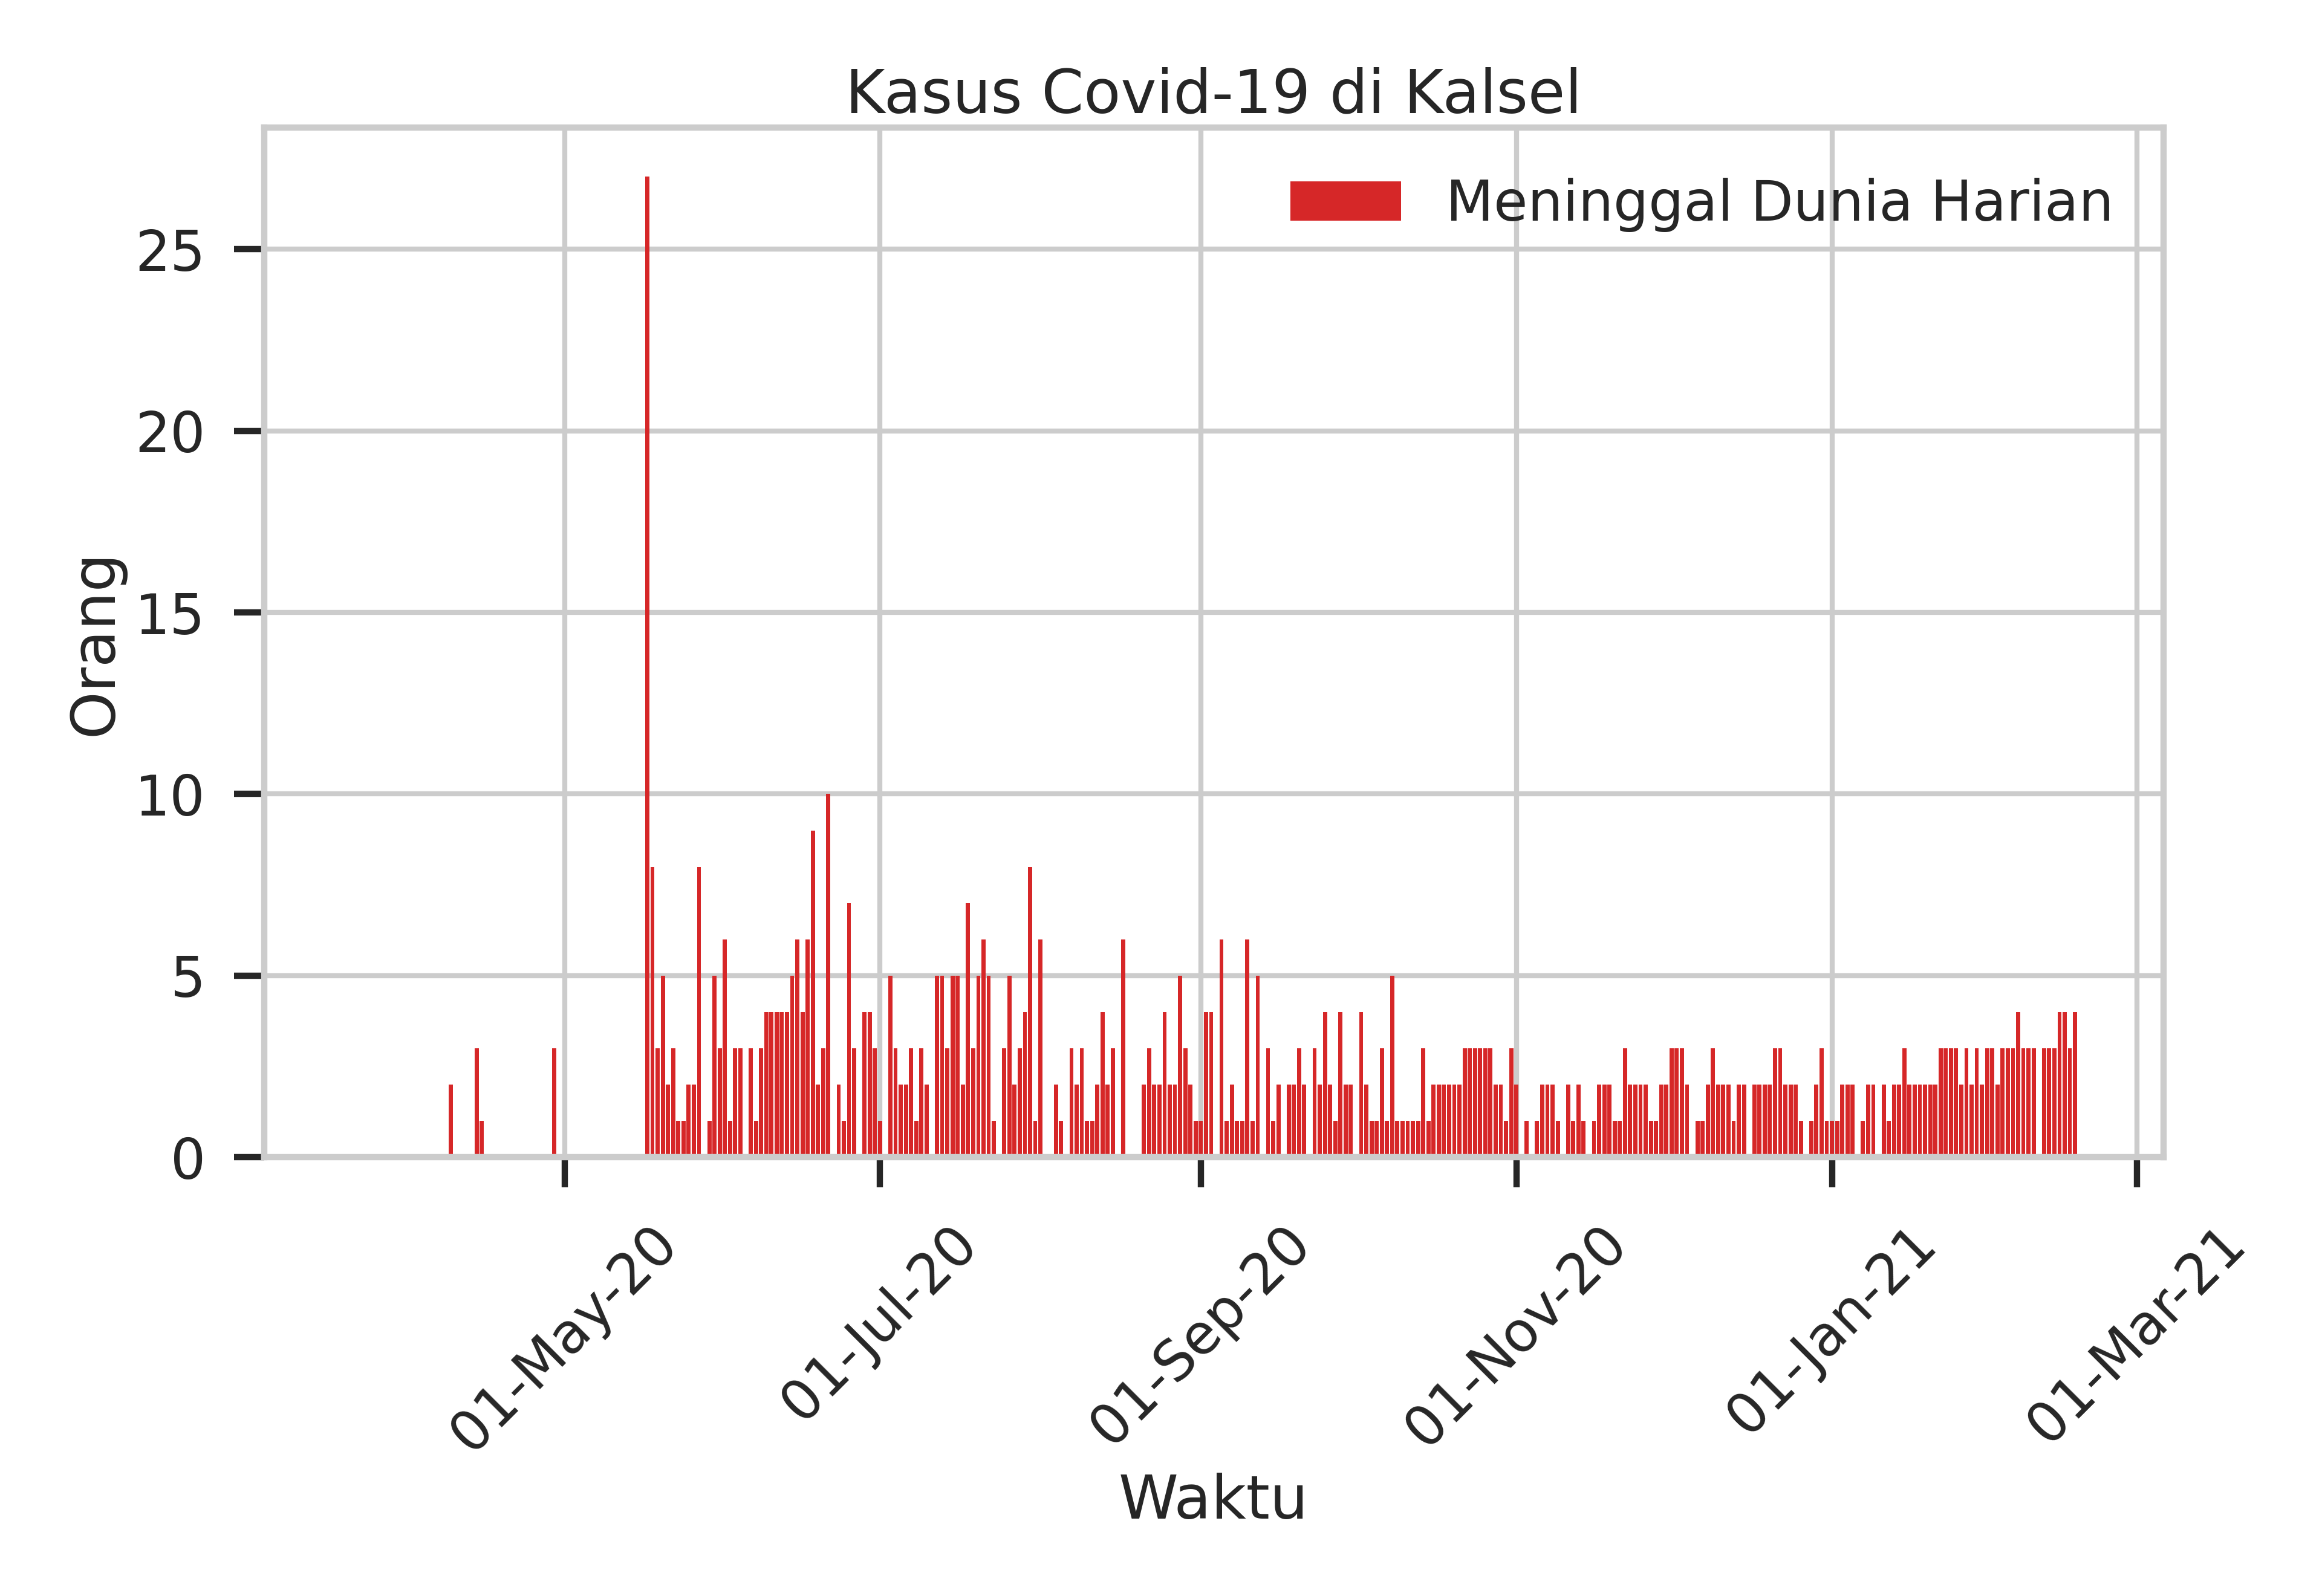 Kasus Covid-19 di Kalsel
Meninggal Dunia Harian
Orang
25
20
15
10
5
0
01-May-20
01-Jul-20
01-Sep-20
01-Nov-20
01-Jan-21
01-Mar-21
Waktu